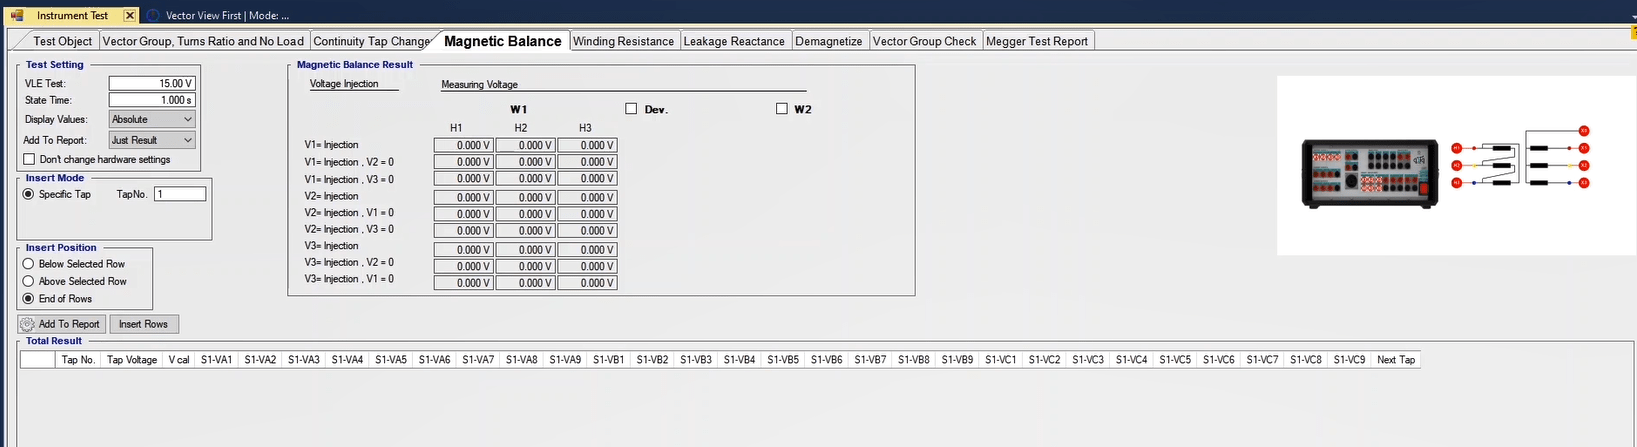 Instrument Test
Vector View First | Mode: ...
Test Object
Vector Group, Turns Ratio and No Load
Continuity Tap Change
Magnetic Balance
Winding Resistance
Leakage Reactance
Demagnetize
Vector Group Check
Megger Test Report
Test Setting
VLE Test: 15.00 V
State Time: 1.000 s
Display Values: Absolute
Add To Report: Just Result
Don't change hardware settings
Insert Mode
Specific Tap TapNo. 1
Insert Position
Below Selected Row
Above Selected Row
End of Rows
Add To Report Insert Rows
Magnetic Balance Result
Voltage Injection Measuring Voltage
W1 Dev. W2
H1 H2 H3
V1= Injection 0.000 V 0.000 V 0.000 V
V1= Injection , V2 = 0 0.000 V 0.000 V 0.000 V
V1= Injection , V3 = 0 0.000 V 0.000 V 0.000 V
V2= Injection 0.000 V 0.000 V 0.000 V
V2= Injection , V1 = 0 0.000 V 0.000 V 0.000 V
V2= Injection , V3 = 0 0.000 V 0.000 V 0.000 V
V3= Injection 0.000 V 0.000 V 0.000 V
V3= Injection , V2 = 0 0.000 V 0.000 V 0.000 V
V3= Injection , V1 = 0 0.000 V 0.000 V 0.000 V
Total Result
Tap No. Tap Voltage V cal S1-VA1 S1-VA2 S1-VA3 S1-VA4 S1-VA5 S1-VA6 S1-VA7 S1-VA8 S1-VA9 S1-VB1 S1-VB2 S1-VB3 S1-VB4 S1-VB5 S1-VB6 S1-VB7 S1-VB8 S1-VB9 S1-VC1 S1-VC2 S1-VC3 S1-VC4 S1-VC5 S1-VC6 S1-VC7 S1-VC8 S1-VC9 Next Tap